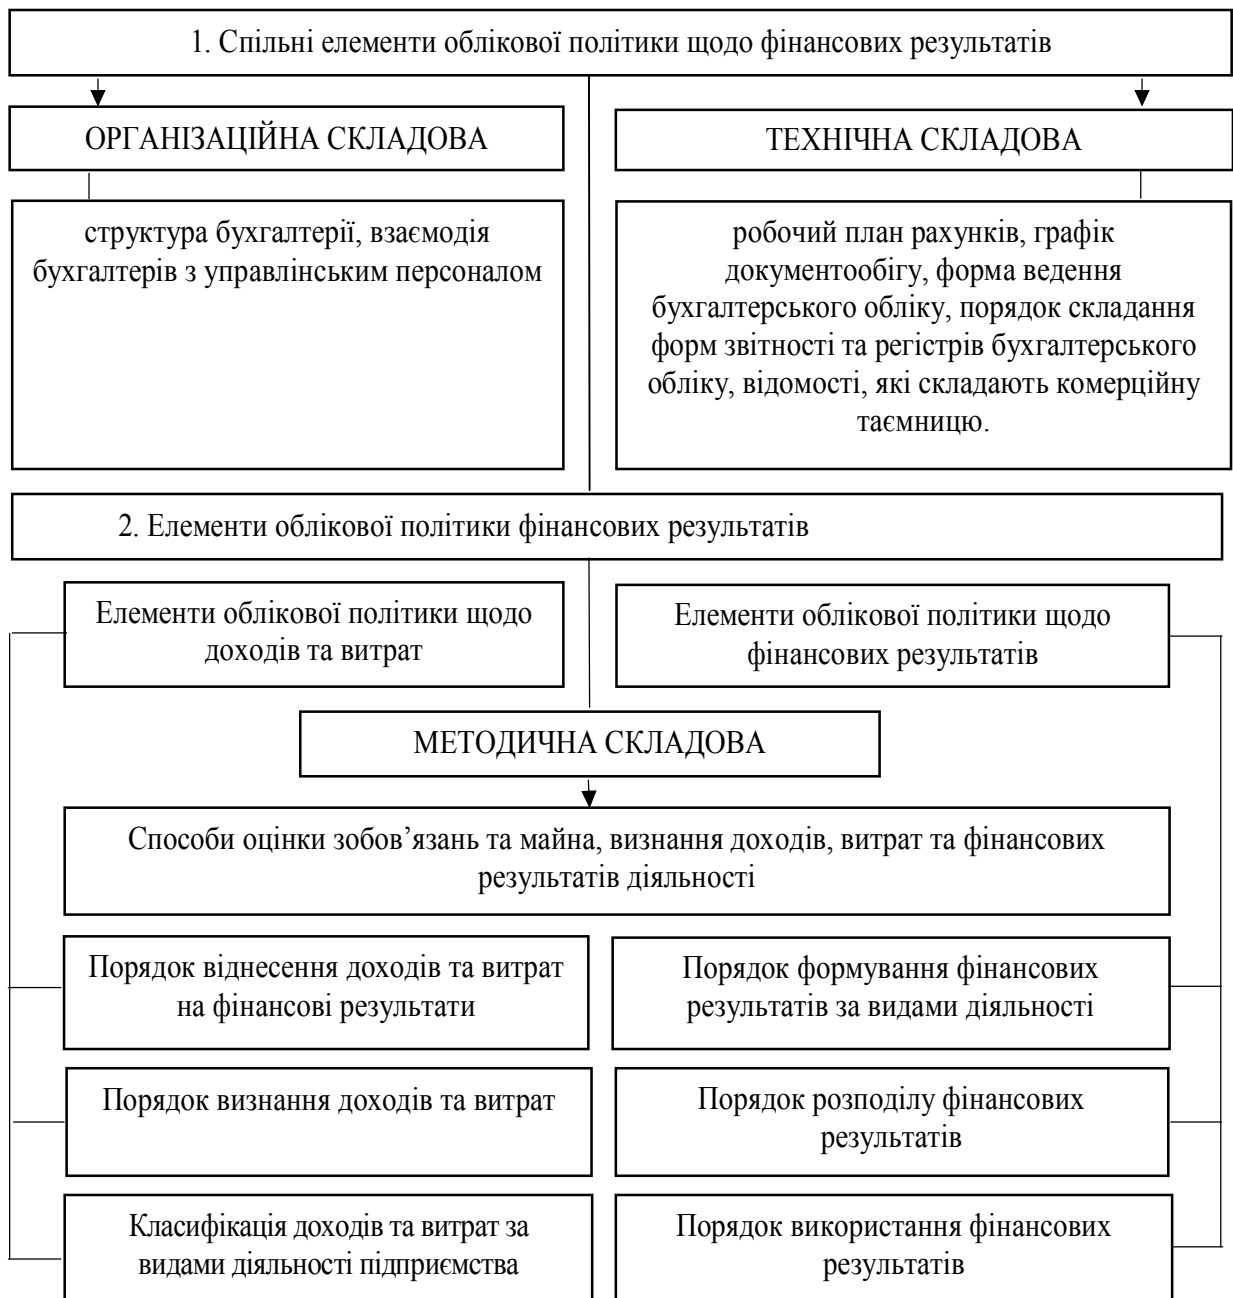 1. Спільні елементи облікової політики щодо фінансових результатів
ОРГАНІЗАЦІЙНА СКЛАДОВА
ТЕХНІЧНА СКЛАДОВА
структура бухгалтерії, взаємодія
бухгалтерів з управлінським персоналом
робочий план рахунків, графік
документообігу, форма ведення
бухгалтерського обліку, порядок складання
форм звітності та регістрів бухгалтерського
обліку, відомості, які складають комерційну
таємницю.
2. Елементи облікової політики фінансових результатів
Елементи облікової політики щодо
доходів та витрат
Елементи облікової політики щодо
фінансових результатів
МЕТОДИЧНА СКЛАДОВА
Способи оцінки зобов’язань та майна, визнання доходів, витрат та фінансових
результатів діяльності
Порядок віднесення доходів та витрат
на фінансові результати
Порядок формування фінансових
результатів за видами діяльності
Порядок визнання доходів та витрат
Порядок розподілу фінансових
результатів
Класифікація доходів та витрат за
видами діяльності підприємства
Порядок використання фінансових
результатів